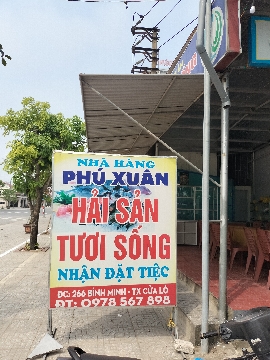 NHÀ HÀNG
PHÚ XUÂN
HẢI SẢN
TƯƠI SỐNG
NHẬN ĐẶT TIỆC
ĐC: 266 BÌNH MINH - TX CỬA LÒ
ĐT: 0978 567 898